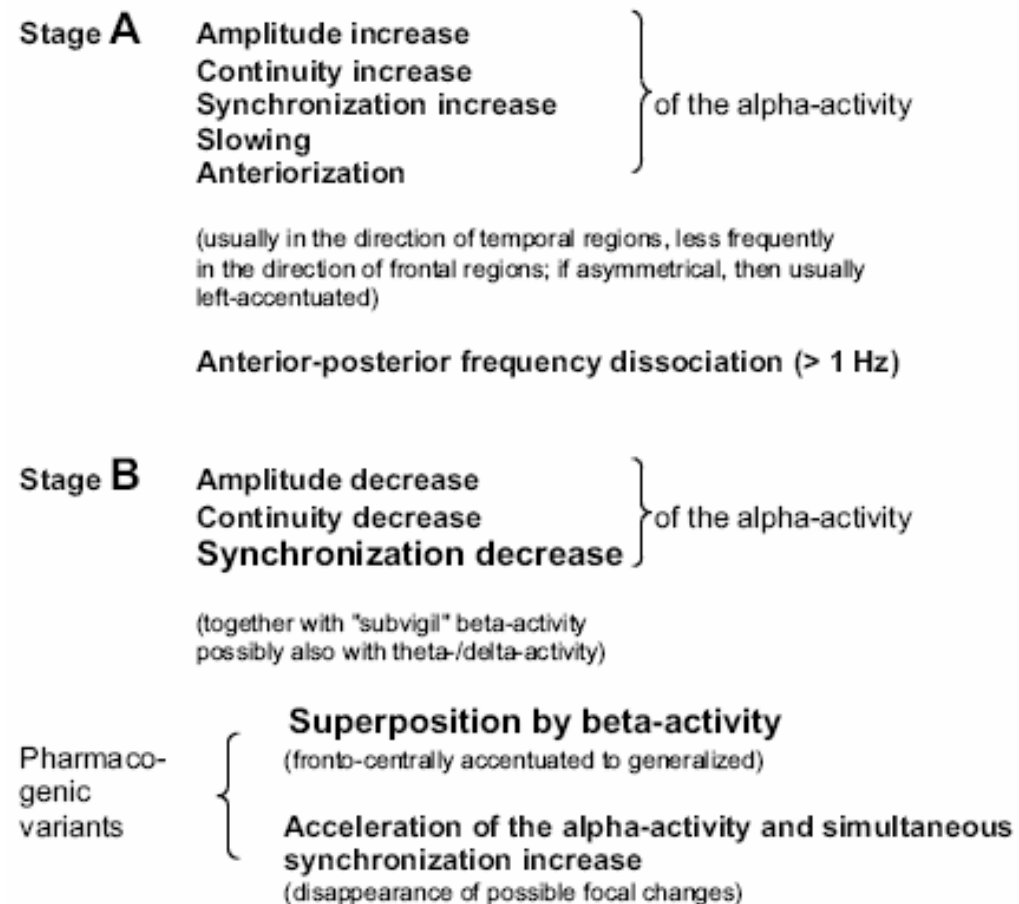 Stage A Amplitude increase
Continuity increase
Synchronization increase of the alpha-activity
Slowing
Anteriorization
(usually in the direction of temporal regions, less frequently
in the direction of frontal regions; if asymmetrical, then usually
left-accentuated)
Anterior-posterior frequency dissociation (> 1 Hz)
Stage B Amplitude decrease
Continuity decrease of the alpha-activity
Synchronization decrease
(together with "subvigil" beta-activity
possibly also with theta-/delta-activity)
Superposition by beta-activity
(fronto-centrally accentuated to generalized)
Pharmaco-
genic
variants
Acceleration of the alpha-activity and simultaneous
synchronization increase
(disappearance of possible focal changes)